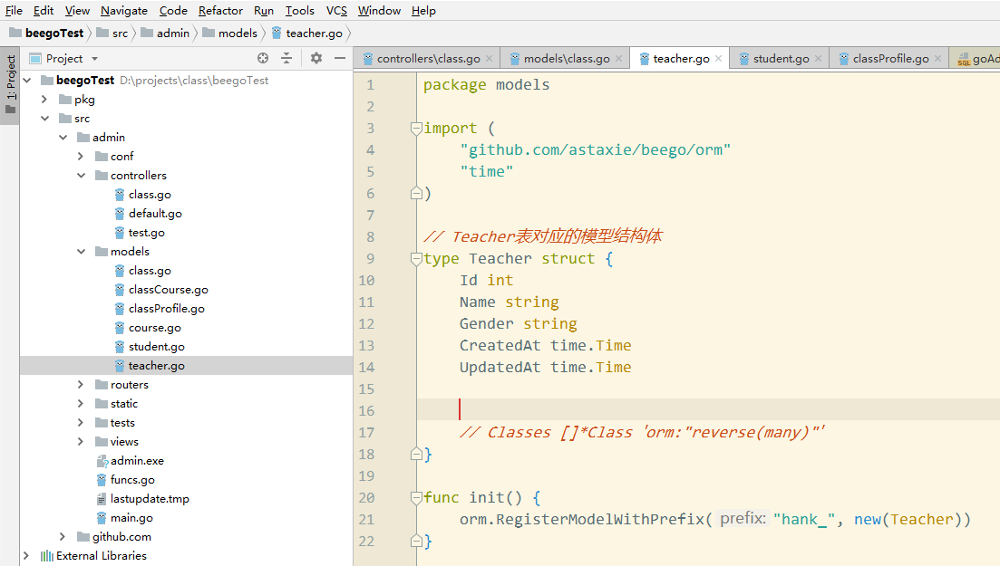 File Edit View Navigate Code Refactor Run Tools VCS Window Help
beegoTest src admin models teacher.go
1: Project
Project
controllers\class.go models\class.go teacher.go student.go classProfile.go goAd
beegoTest D:\projects\class\beegoTest
pkg
src
admin
conf
controllers
class.go
default.go
test.go
models
class.go
classCourse.go
classProfile.go
course.go
student.go
teacher.go
routers
static
tests
views
admin.exe
funcs.go
lastupdate.tmp
main.go
github.com
External Libraries
1 package models
2
3 import (
4 "github.com/astaxie/beego/orm"
5 "time"
6 )
7
8 // Teacher表对应的模型结构体
9 type Teacher struct {
10 Id int
11 Name string
12 Gender string
13 CreatedAt time.Time
14 UpdatedAt time.Time
15
16
17 // Classes []*Class 'orm:"reverse(many)"'
18 }
19
20 func init() {
21 orm.RegisterModelWithPrefix( prefix: "hank_", new(Teacher))
22 }